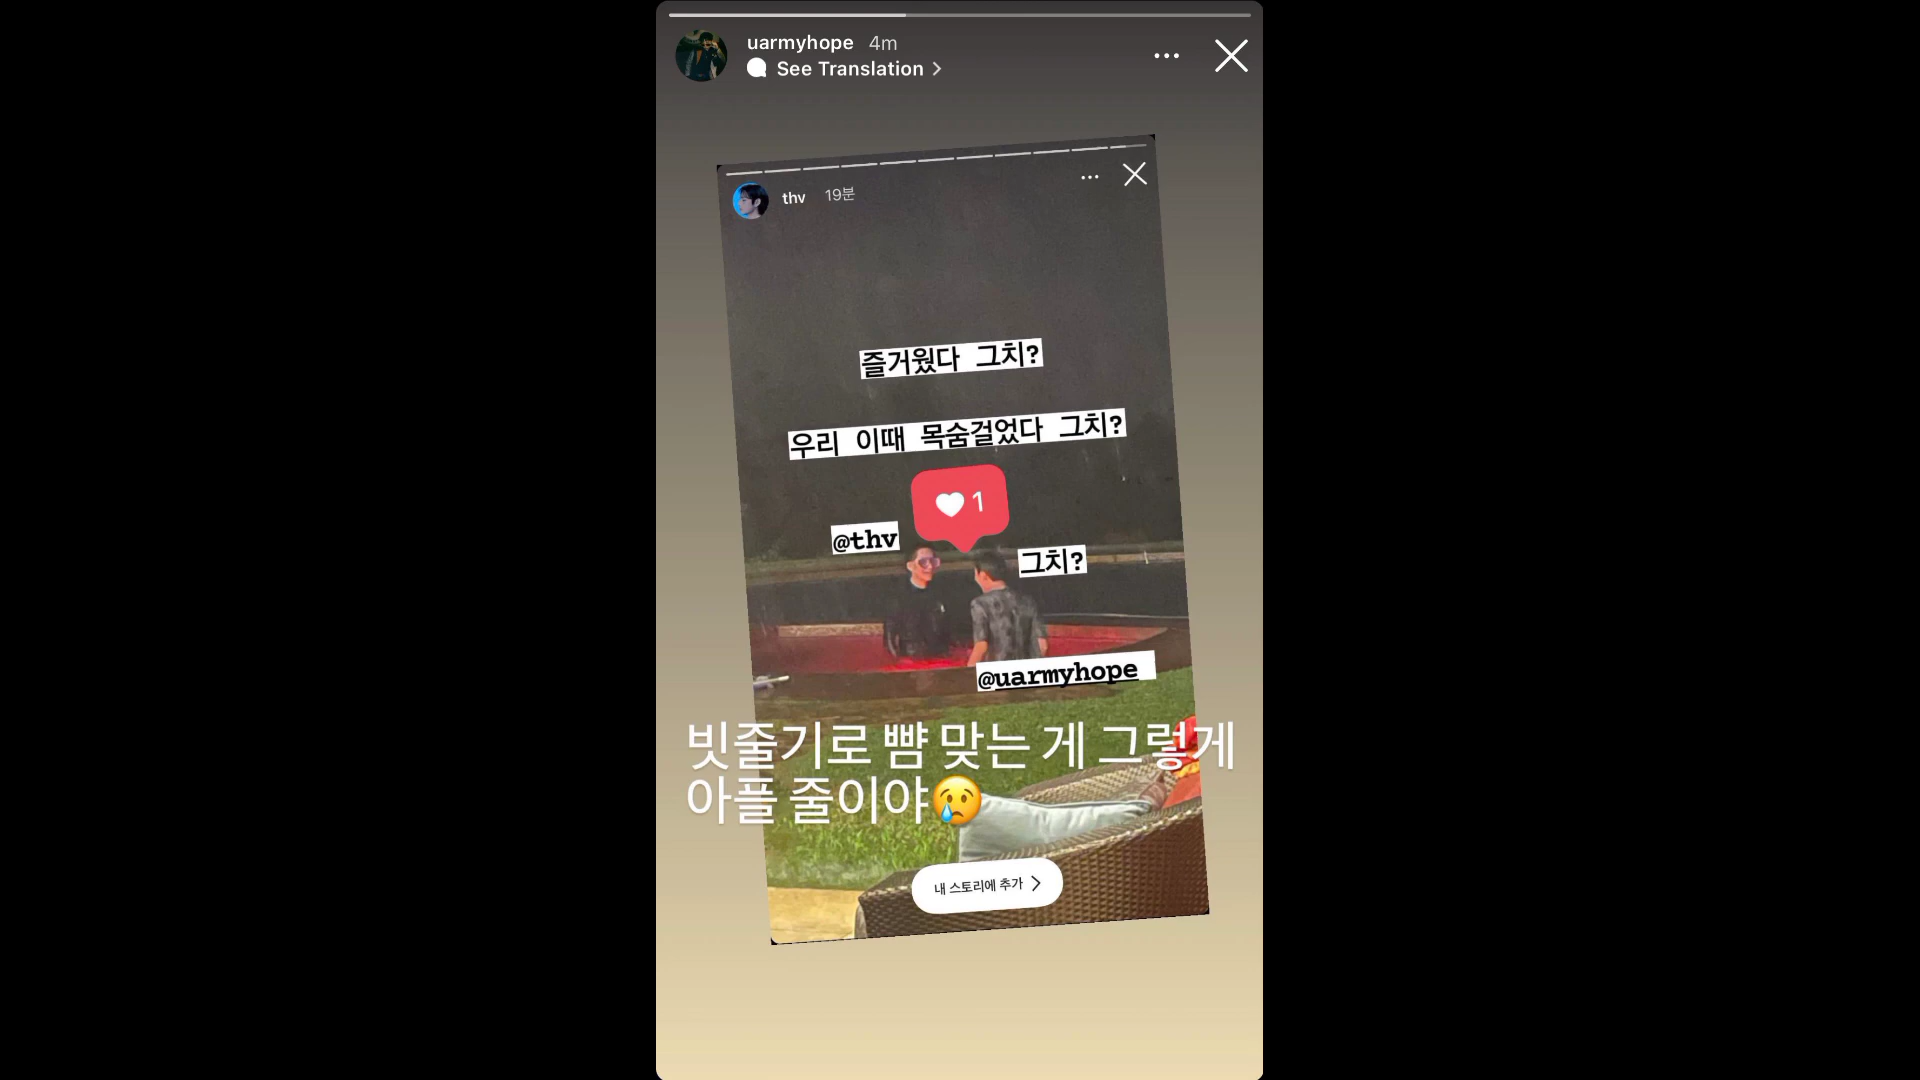 uarmyhope 4m
See Translation
thv 19분
즐거웠다 그치?
우리 이때 목숨걸었다 그치?
1
@thv
그치?
@uarmyhope
빗줄기로 뺨 맞는 게 그렇게
아플 줄이야😢
내 스토리에 추가